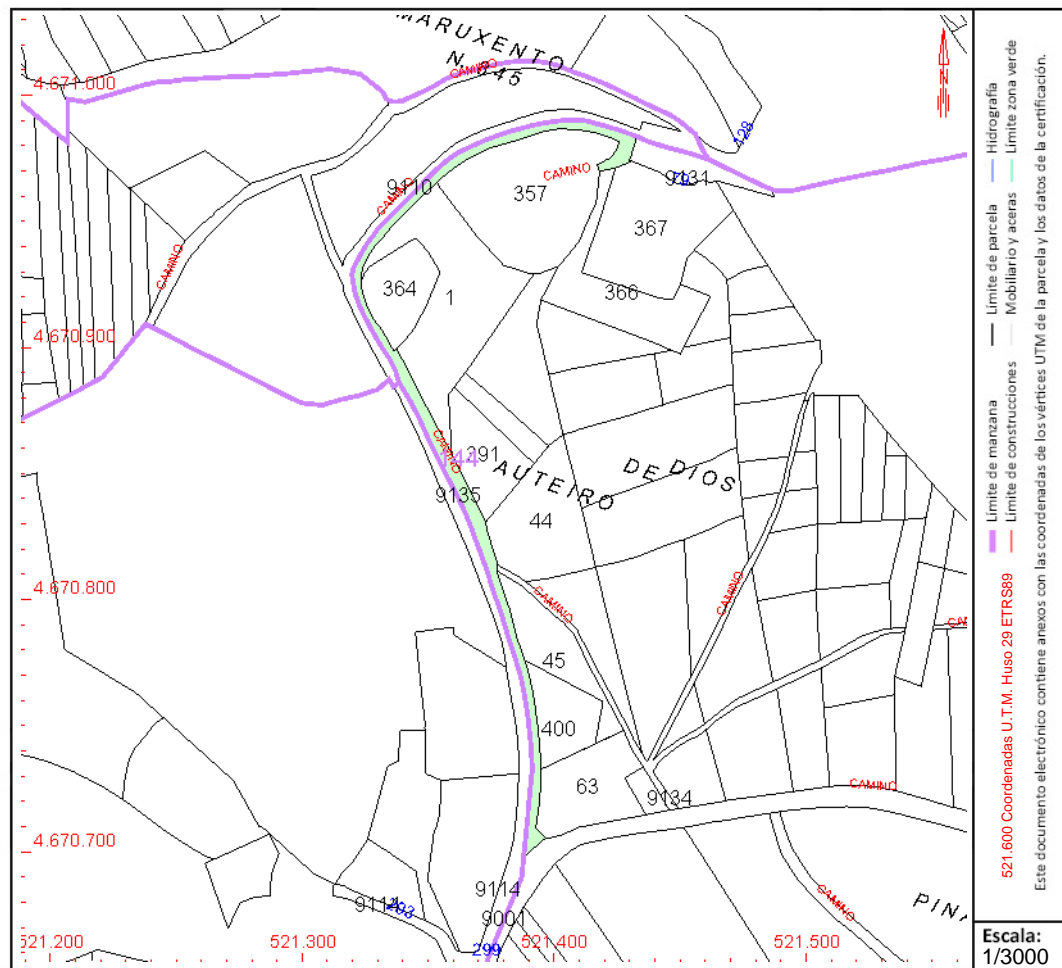 MARUXENTO
N. 845
CAMINO
4.671.000
428
9131
CAMINO
357
9110
CAMINO
367
CAMINO
364
1
366
4.670.900
CAMINO
391
144
AUTEIRO
DE DIOS
9135
44
4.670.800
CAMINO
CAMINO
45
400
63
9134
CAMINO
4.670.700
9114
9114
203
9001
299
CAMINO
521.200
521.300
521.400
521.500
N
Límite de manzana
Límite de parcela
Hidrografía
521.600 Coordenadas U.T.M. Huso 29 ETRS89
Límite de construcciones
Mobiliario y aceras
Límite zona verde
Este documento electrónico contiene anexos con las coordenadas de los vértices UTM de la parcela y los datos de la certificación.
Escala:
1/3000